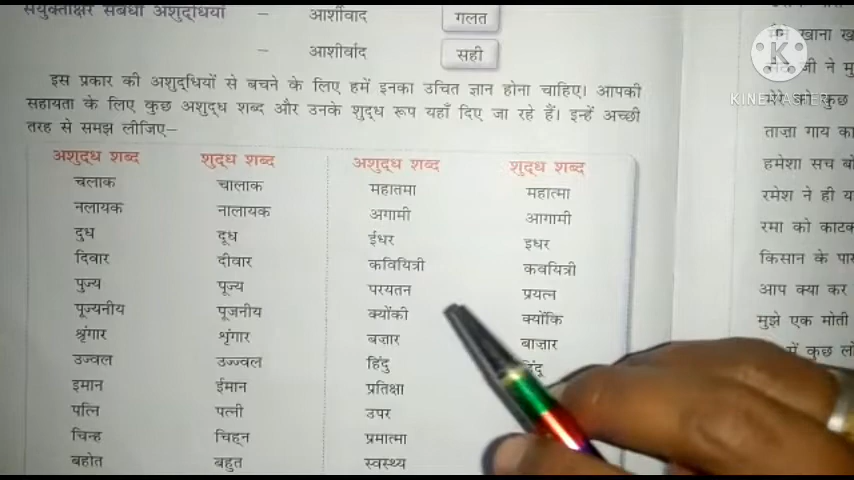 संयुक्ताक्षर संबंधी अशुद्धियाँ – आर्शीवाद गलत
– आशीर्वाद सही
इस प्रकार की अशुद्धियों से बचने के लिए हमें इनका उचित ज्ञान होना चाहिए। आपकी
सहायता के लिए कुछ अशुद्ध शब्द और उनके शुद्ध रूप यहाँ दिए जा रहे हैं। इन्हें अच्छी
तरह से समझ लीजिए–
अशुद्ध शब्द शुद्ध शब्द अशुद्ध शब्द शुद्ध शब्द
चलाक चालाक महातमा महात्मा
नलायक नालायक अगामी आगामी
दुध दूध ईधर इधर
दिवार दीवार कवियित्री कवयित्री
पुज्य पूज्य परयतन प्रयत्न
पूज्यनीय पूजनीय क्योंकी क्योंकि
श्रृंगार शृंगार बज़ार बाज़ार
उज्वल उज्ज्वल हिंदु हिंदू
इमान ईमान प्रतिक्षा
पत्नि पत्नी उपर
चिन्ह चिह्न प्रमात्मा
बहोत बहुत स्वस्थ्य
मैंने खाना ख
जी ने मु
मेरे को कुछ
ताज़ा गाय का
हमेशा सच बो
रमेश ने ही य
रमा को काटक
किसान के पास
आप क्या कर
मुझे एक मोती
में कुछ लो
K
KINEMASTER